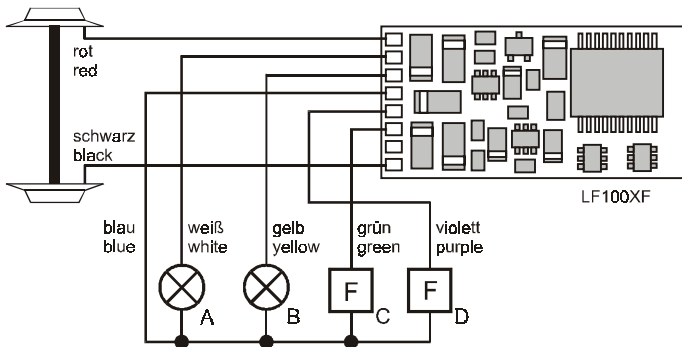 rot
red
schwarz
black
LF100XF
blau
blue
weiß
white
gelb
yellow
grün
green
violett
purple
A
B
F
C
F
D